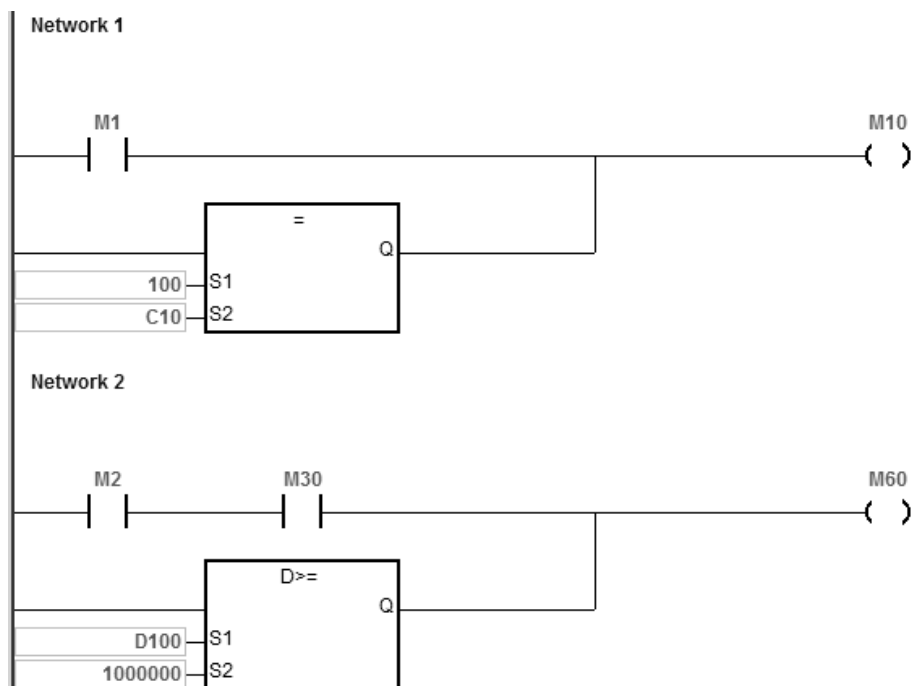 Network 1
M1 M10
=
Q
100 S1
C10 S2
Network 2
M2 M30 M60
D>=
Q
D100 S1
1000000 S2